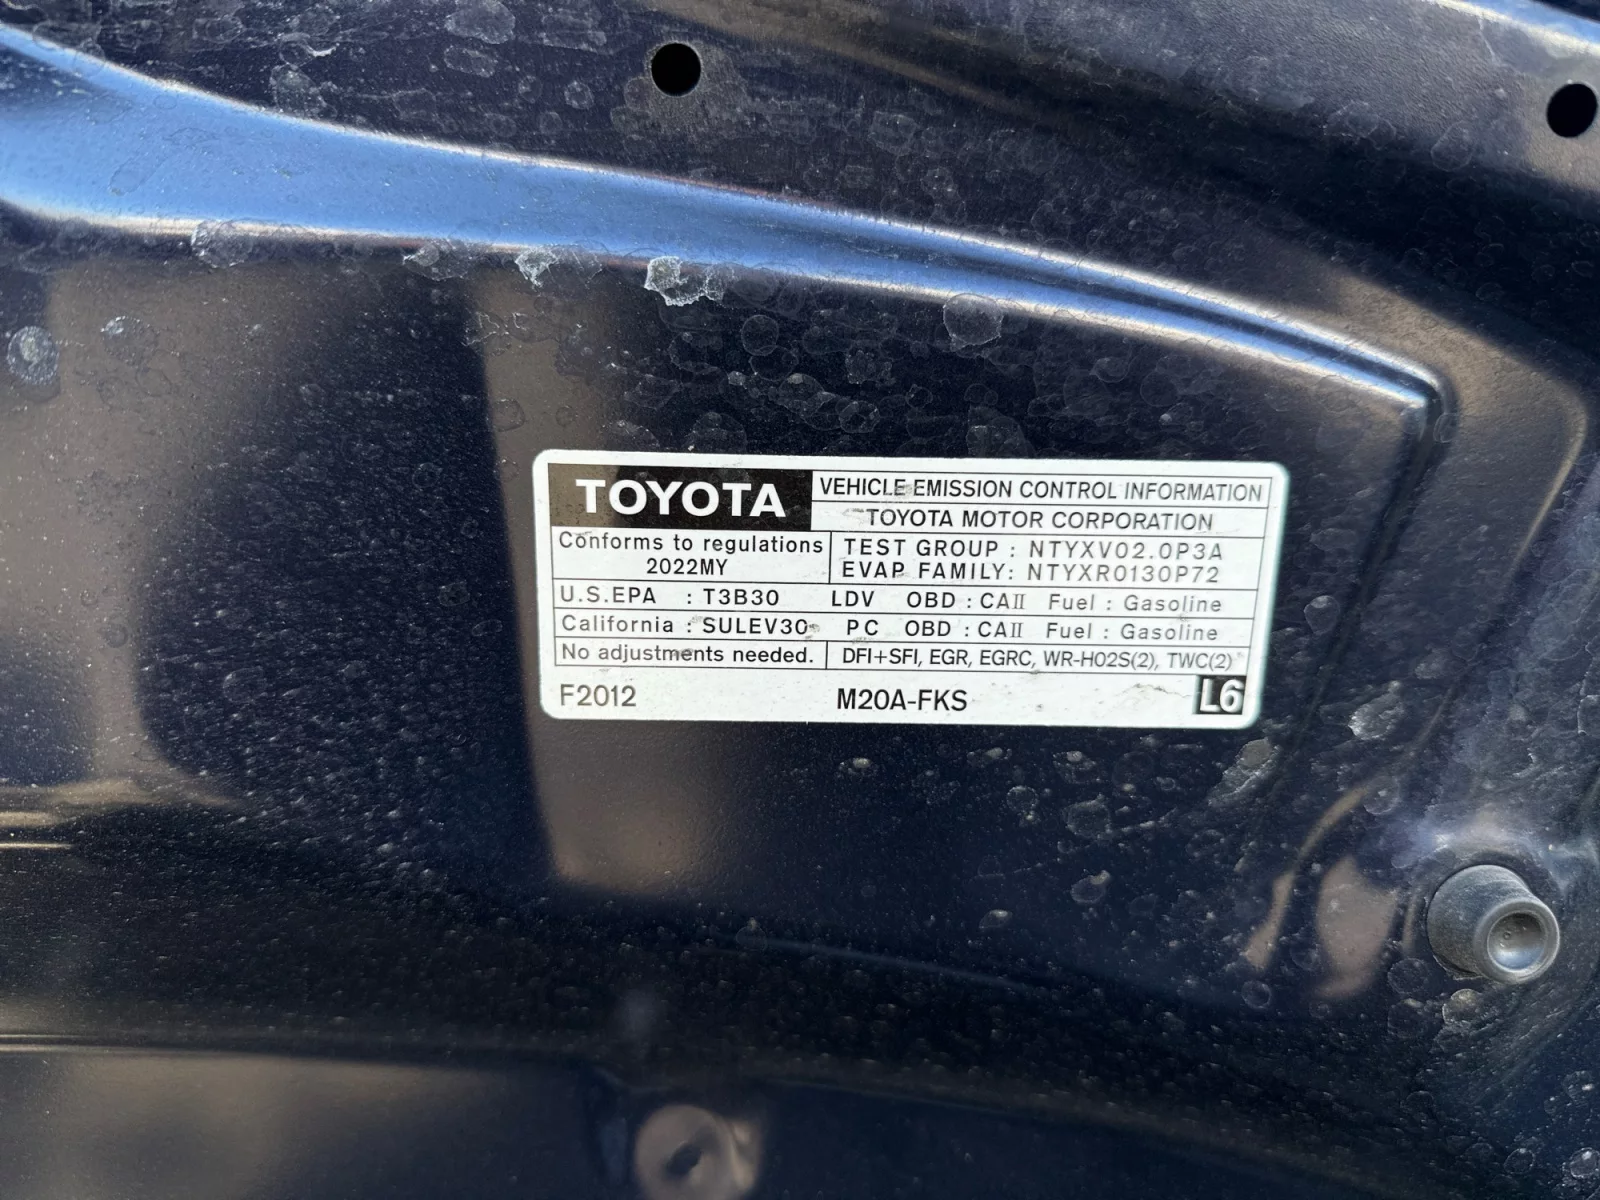 TOYOTA
VEHICLE EMISSION CONTROL INFORMATION
TOYOTA MOTOR CORPORATION
Conforms to regulations
2022MY
TEST GROUP : NTYXV02.0P3A
EVAP FAMILY: NTYXR0130P72
U.S.EPA : T3B30 LDV OBD : CAII Fuel : Gasoline
California : SULEV30 PC OBD : CAII Fuel : Gasoline
No adjustments needed. DFI+SFI, EGR, EGRC, WR-HO2S(2), TWC(2)
F2012 M20A-FKS L6